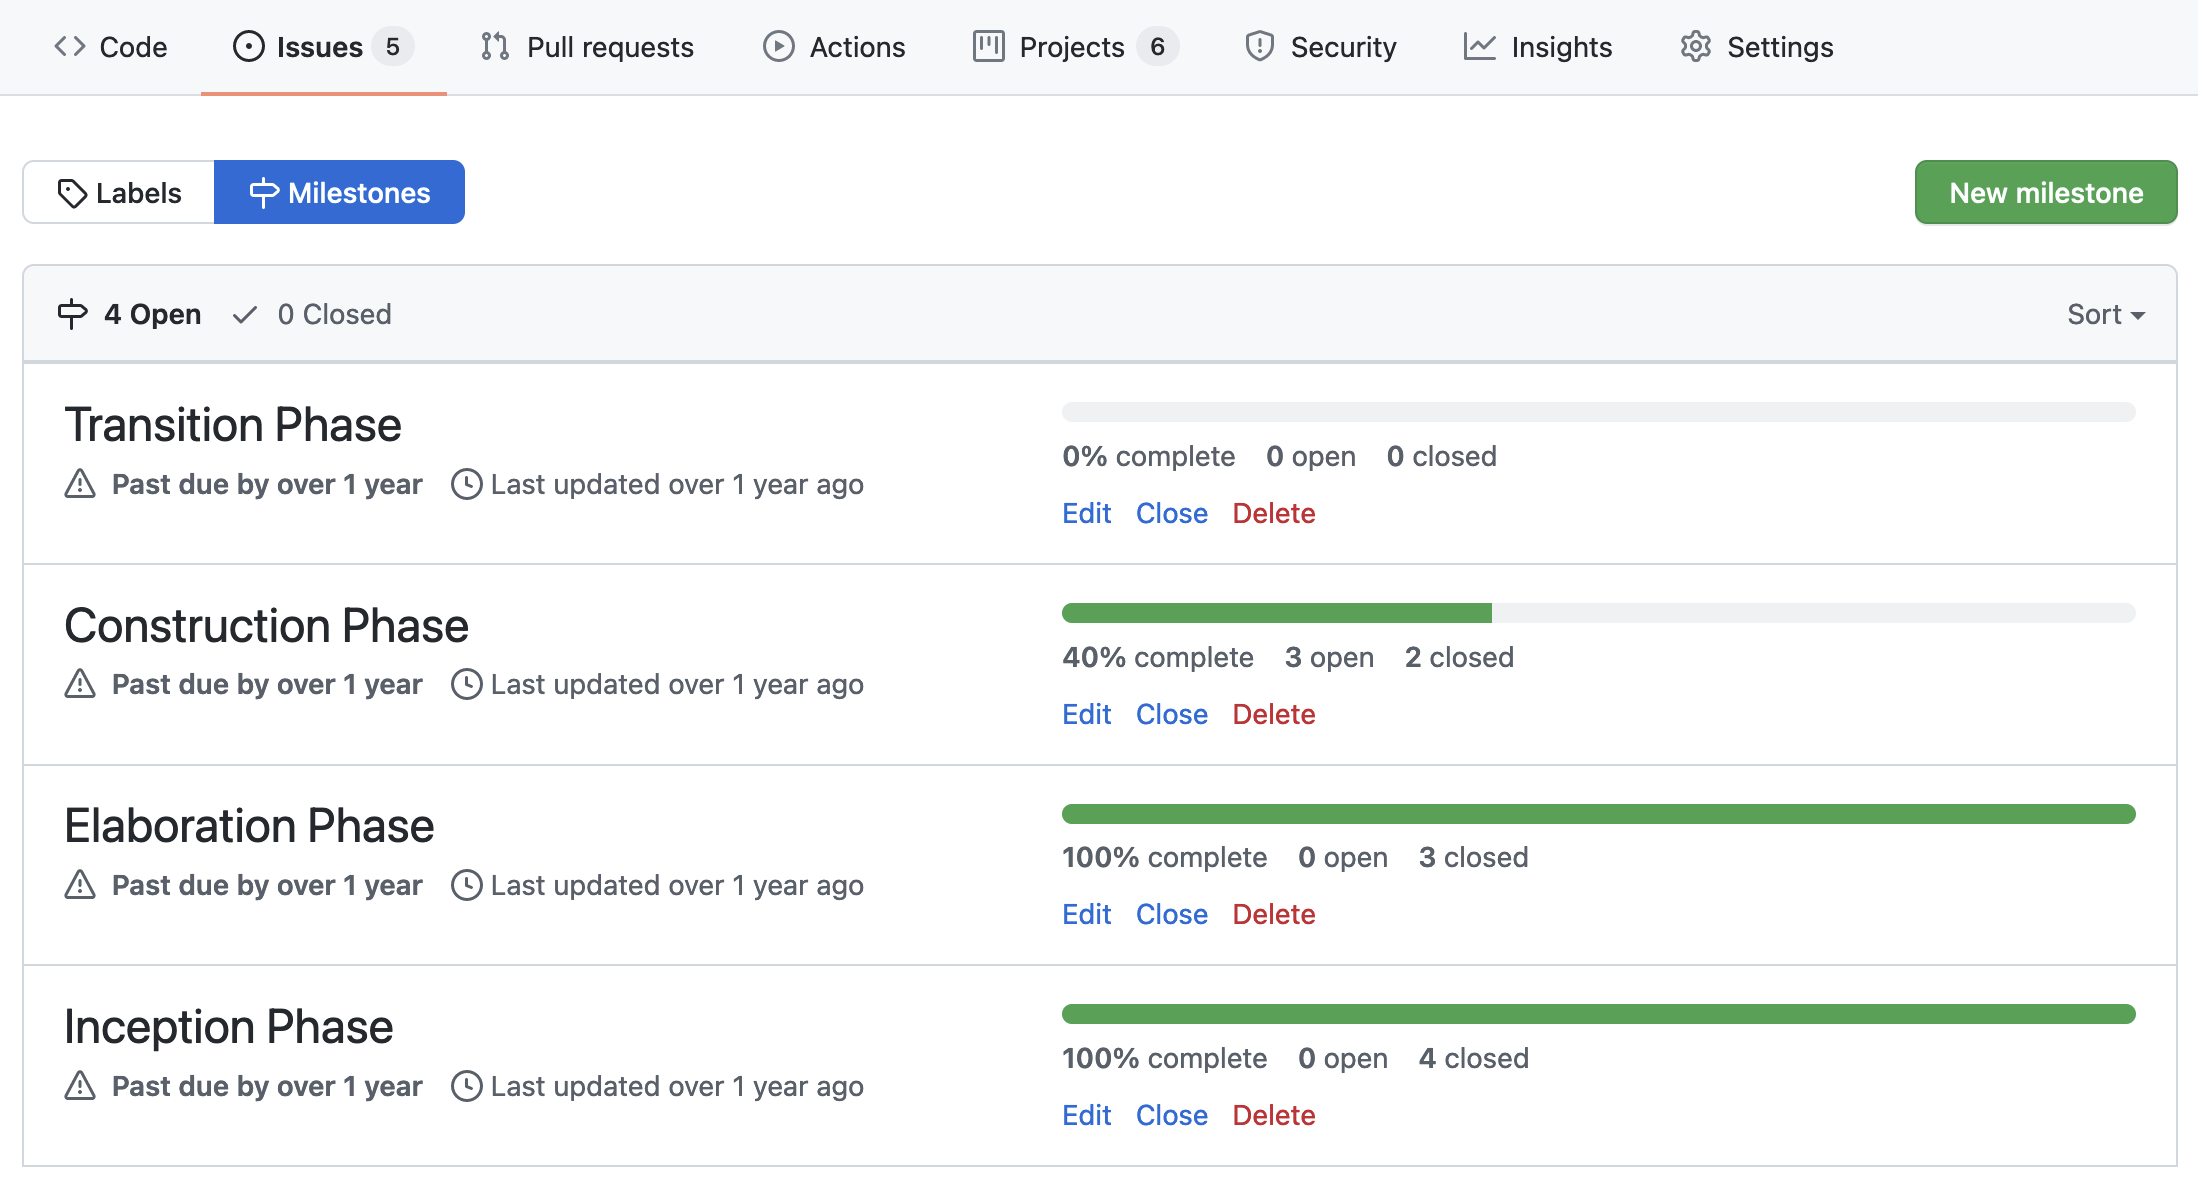 Code Issues 5 Pull requests Actions Projects 6 Security Insights Settings
Labels Milestones New milestone
4 Open 0 Closed Sort
Transition Phase
Past due by over 1 year Last updated over 1 year ago
0% complete 0 open 0 closed
Edit Close Delete
Construction Phase
Past due by over 1 year Last updated over 1 year ago
40% complete 3 open 2 closed
Edit Close Delete
Elaboration Phase
Past due by over 1 year Last updated over 1 year ago
100% complete 0 open 3 closed
Edit Close Delete
Inception Phase
Past due by over 1 year Last updated over 1 year ago
100% complete 0 open 4 closed
Edit Close Delete